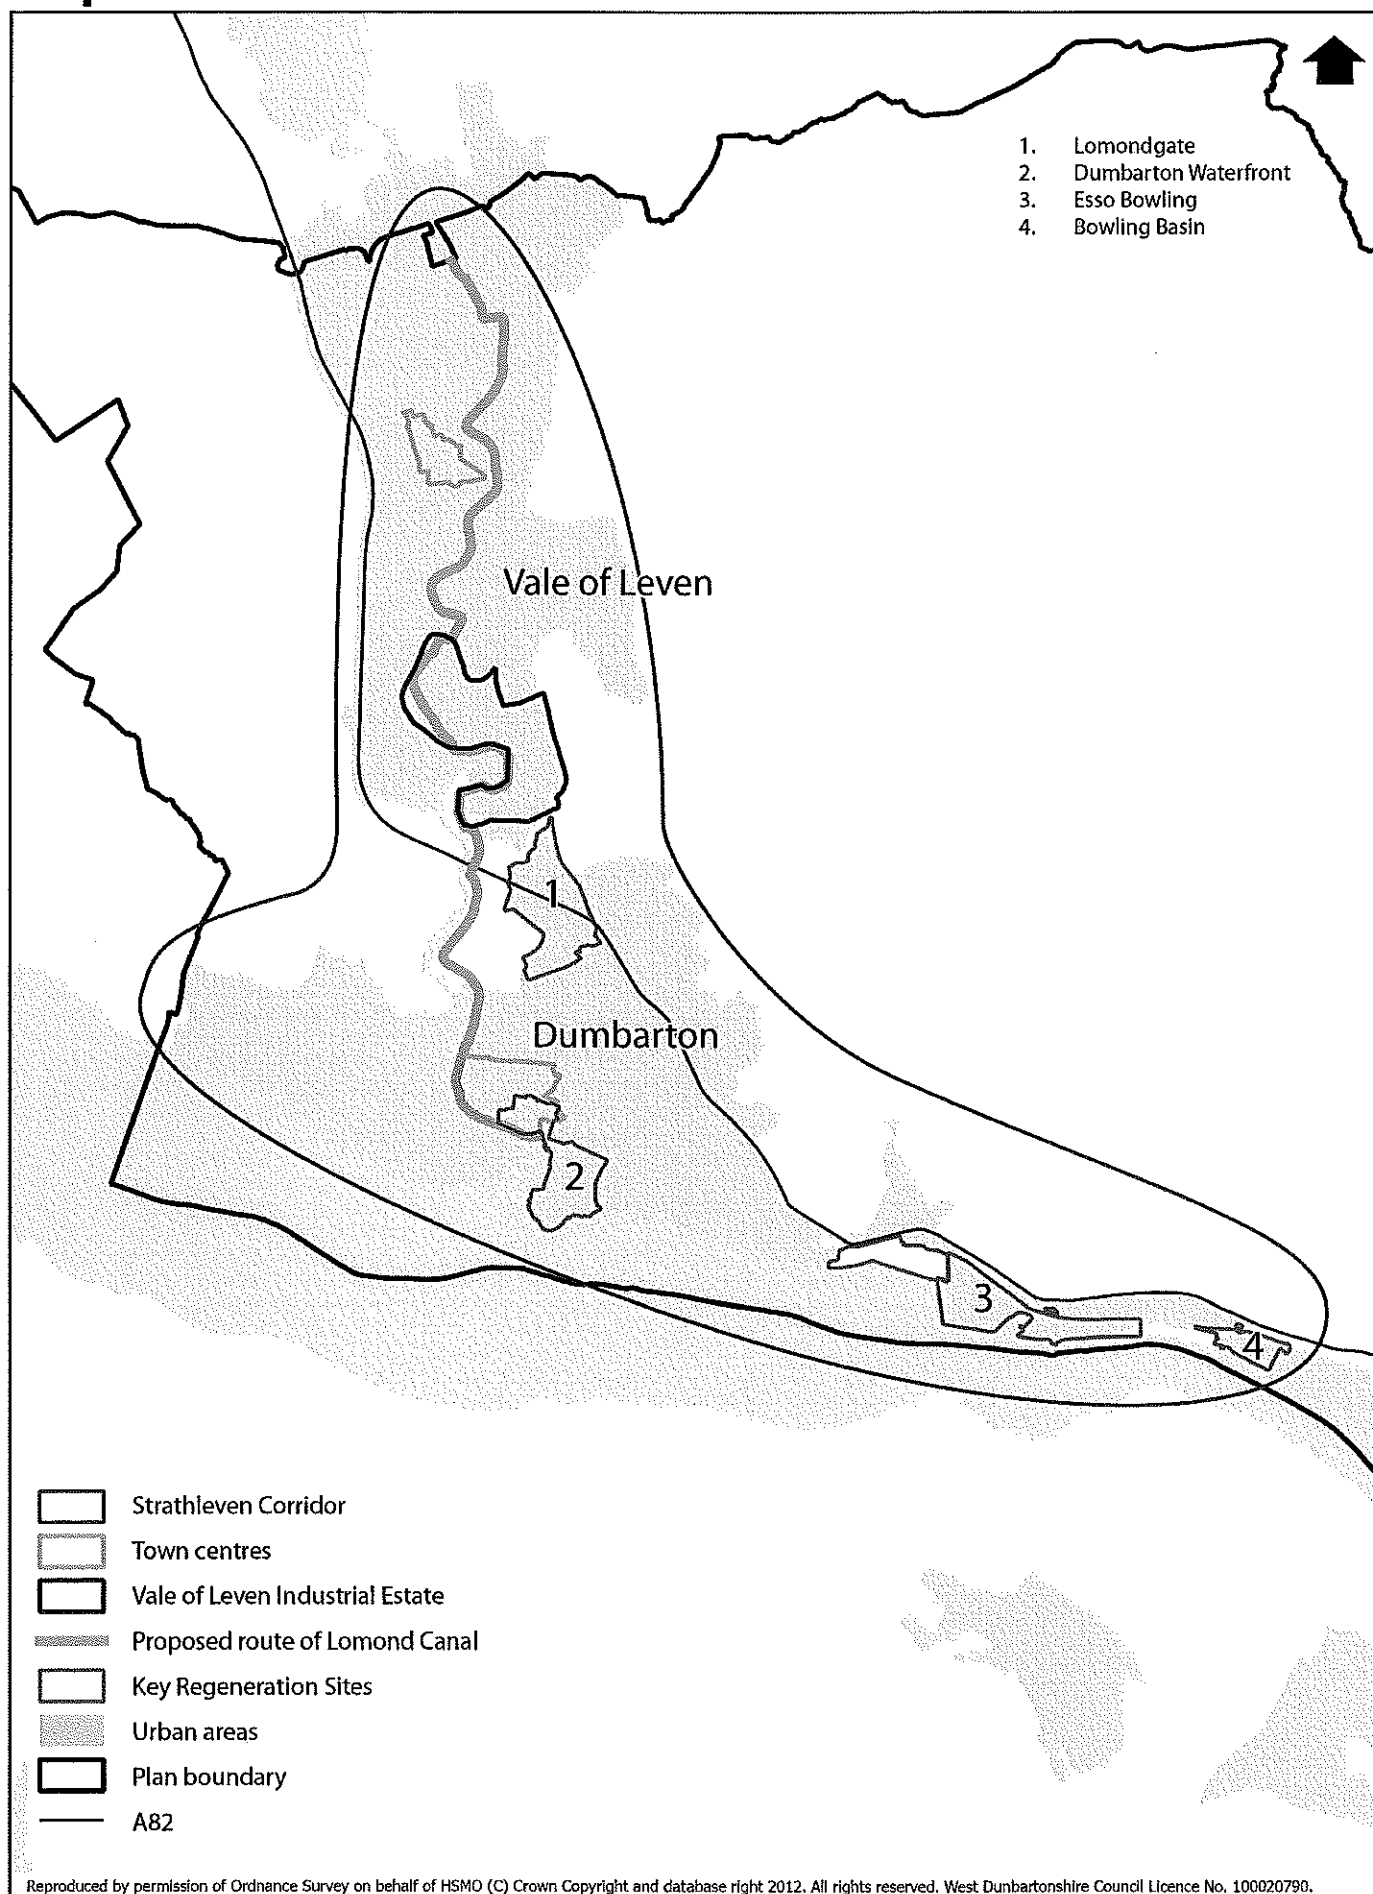 1. Lomondgate
2. Dumbarton Waterfront
3. Esso Bowling
4. Bowling Basin
Vale of Leven
1
Dumbarton
2
3
4
Strathleven Corridor
Town centres
Vale of Leven Industrial Estate
Proposed route of Lomond Canal
Key Regeneration Sites
Urban areas
Plan boundary
A82
Reproduced by permission of Ordnance Survey on behalf of HSMO (C) Crown Copyright and database right 2012. All rights reserved. West Dunbartonshire Council Licence No. 100020790.